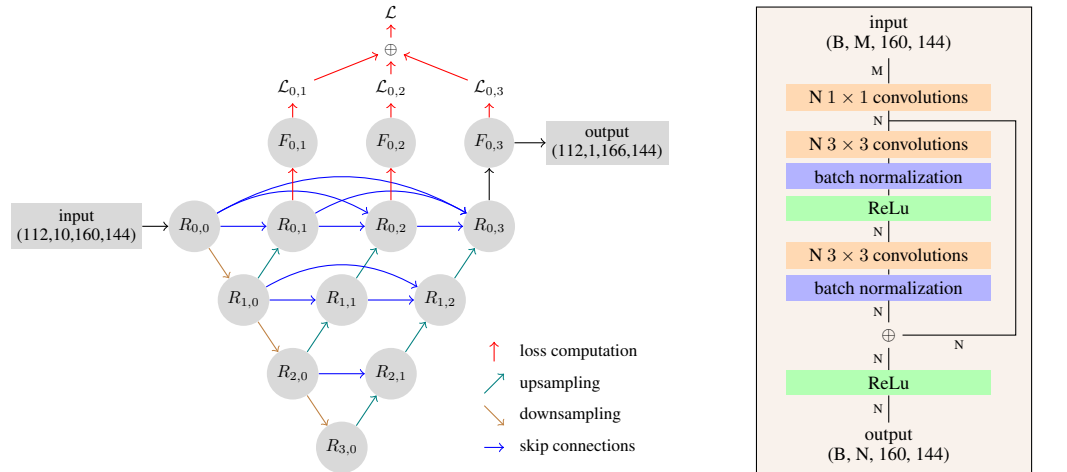 ℒ
⊕
ℒ0,1
ℒ0,2
ℒ0,3
F0,1
F0,2
F0,3
output
(112,1,166,144)
input
(112,10,160,144)
R0,0
R0,1
R0,2
R0,3
R1,0
R1,1
R1,2
R2,0
R2,1
R3,0
loss computation
upsampling
downsampling
skip connections
input
(B, M, 160, 144)
M
N 1 × 1 convolutions
N
N 3 × 3 convolutions
batch normalization
ReLu
N
N 3 × 3 convolutions
batch normalization
N
⊕
N
N
ReLu
N
output
(B, N, 160, 144)